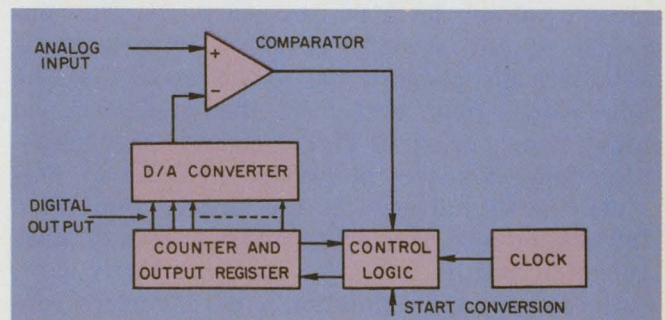 ANALOG
INPUT
COMPARATOR
+
−
D/A CONVERTER
DIGITAL
OUTPUT
COUNTER AND
OUTPUT REGISTER
CONTROL
LOGIC
CLOCK
START CONVERSION